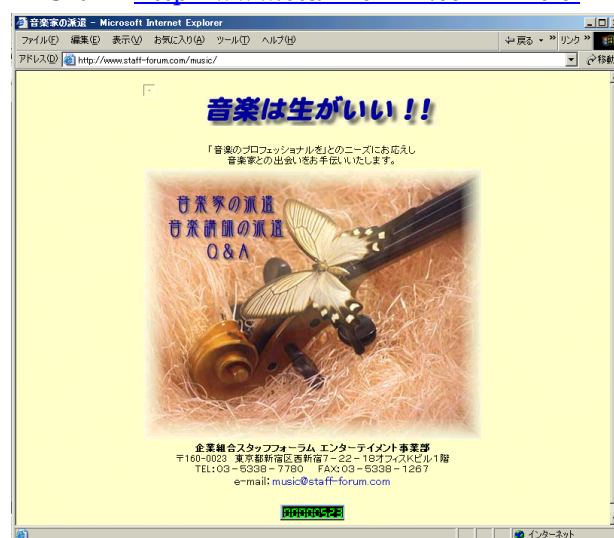 音楽家の派遣 - Microsoft Internet Explorer
ファイル(F) 編集(E) 表示(V) お気に入り(A) ツール(T) ヘルプ(H) 戻る » リンク »
アドレス(D) http://www.staff-forum.com/music/ 移動
音楽は生がいい!!
「音楽のプロフェッショナルを」とのニーズにお応えし
音楽家との出会いをお手伝いいたします。
音楽家の派遣
音楽講師の派遣
Q&A
企業組合スタッフフォーラム エンターテイメント事業部
〒160-0023 東京都新宿区西新宿7-22-18オフィスKビル1階
TEL:03-5338-7780 FAX:03-5338-1267
e-mail: music@staff-forum.com
00000523
インターネット